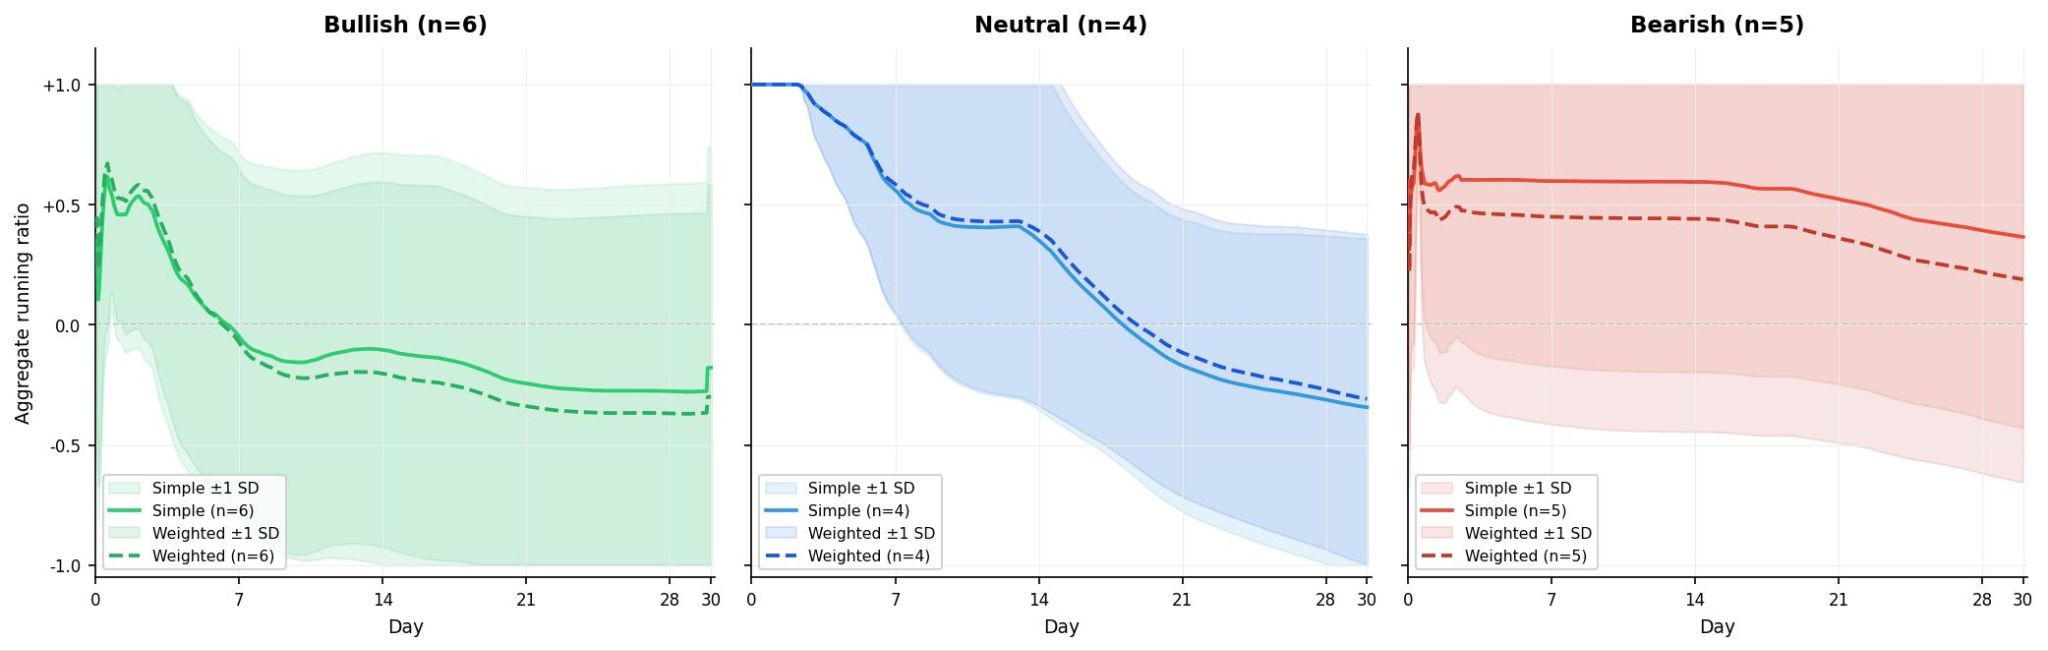 Bullish (n=6)
Neutral (n=4)
Bearish (n=5)
Aggregate running ratio
+1.0
+0.5
0.0
-0.5
-1.0
Simple ±1 SD
Simple (n=6)
Weighted ±1 SD
Weighted (n=6)
0 7 14 21 28 30
Day
Simple ±1 SD
Simple (n=4)
Weighted ±1 SD
Weighted (n=4)
0 7 14 21 28 30
Day
Simple ±1 SD
Simple (n=5)
Weighted ±1 SD
Weighted (n=5)
0 7 14 21 28 30
Day